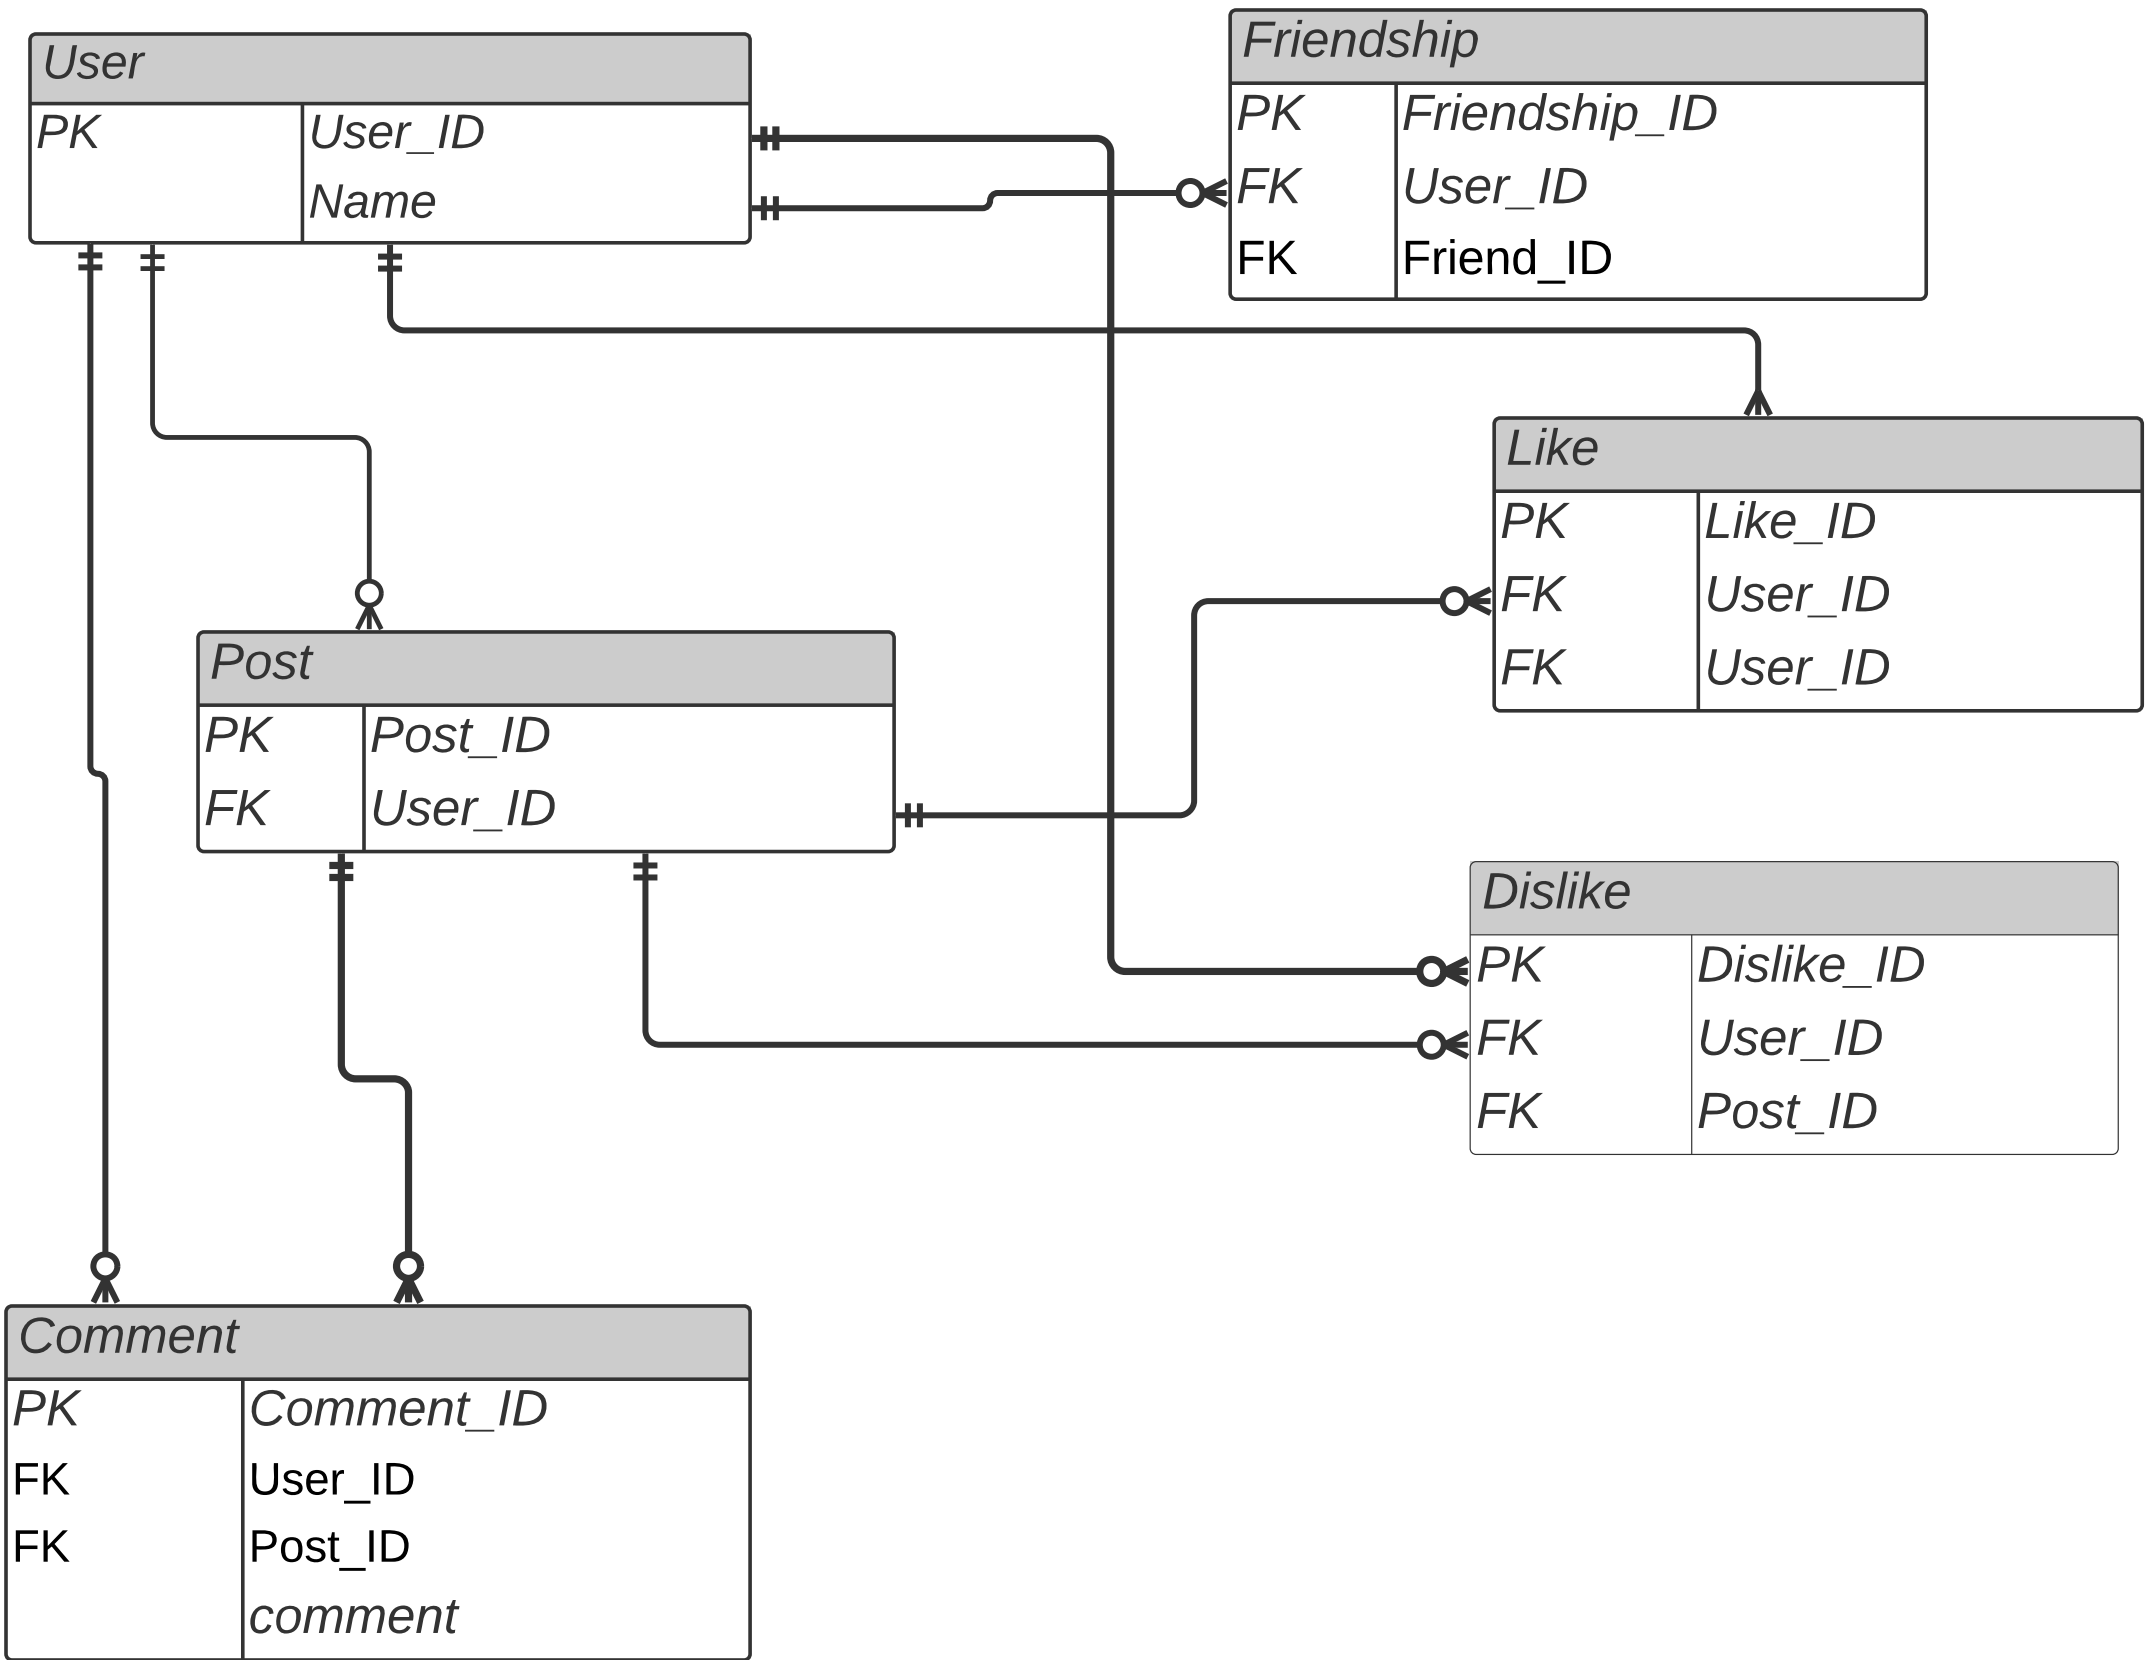 User
PK User_ID
Name
Friendship
PK Friendship_ID
FK User_ID
FK Friend_ID
Like
PK Like_ID
FK User_ID
FK User_ID
Post
PK Post_ID
FK User_ID
Dislike
PK Dislike_ID
FK User_ID
FK Post_ID
Comment
PK Comment_ID
FK User_ID
FK Post_ID
comment